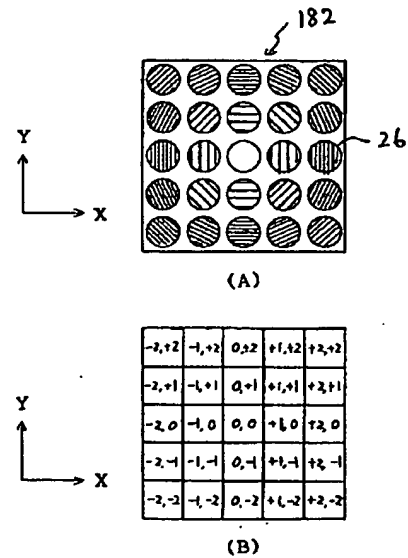 182
Y
26
X
(A)
-2,+2 -1,+2 0,+2 +1,+2 +2,+2
-2,+1 -1,+1 0,+1 +1,+1 +2,+1
Y
-2,0 -1,0 0,0 +1,0 +2,0
-2,-1 -1,-1 0,-1 +1,-1 +2,-1
X
-2,-2 -1,-2 0,-2 +1,-2 +2,-2
(B)